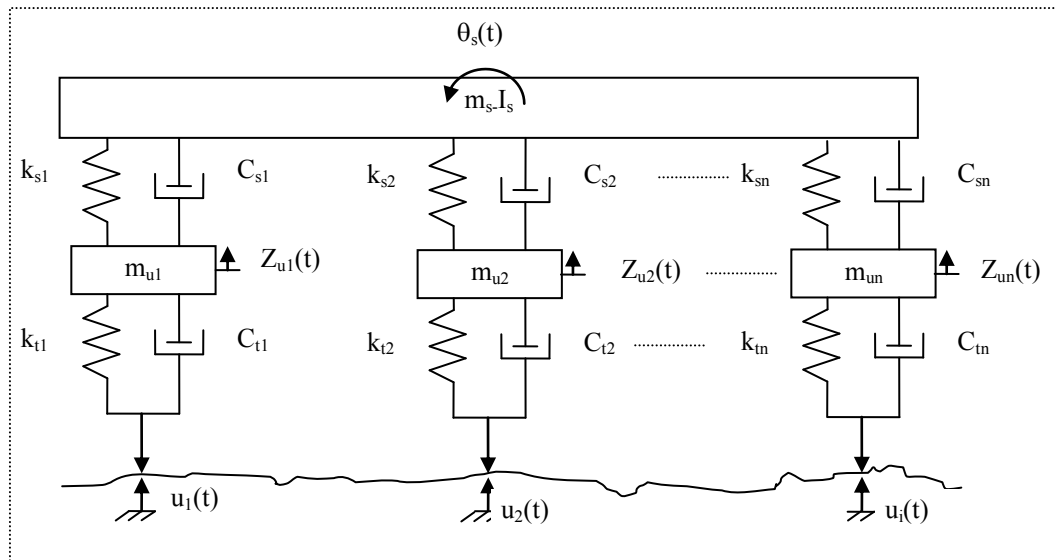 θs(t)
ms-Is
ks1 Cs1 ks2 Cs2 .............. ksn Csn
mu1 Zu1(t) mu2 Zu2(t) .............. mun Zun(t)
kt1 Ct1 kt2 Ct2 .............. ktn Ctn
u1(t) u2(t) ui(t)